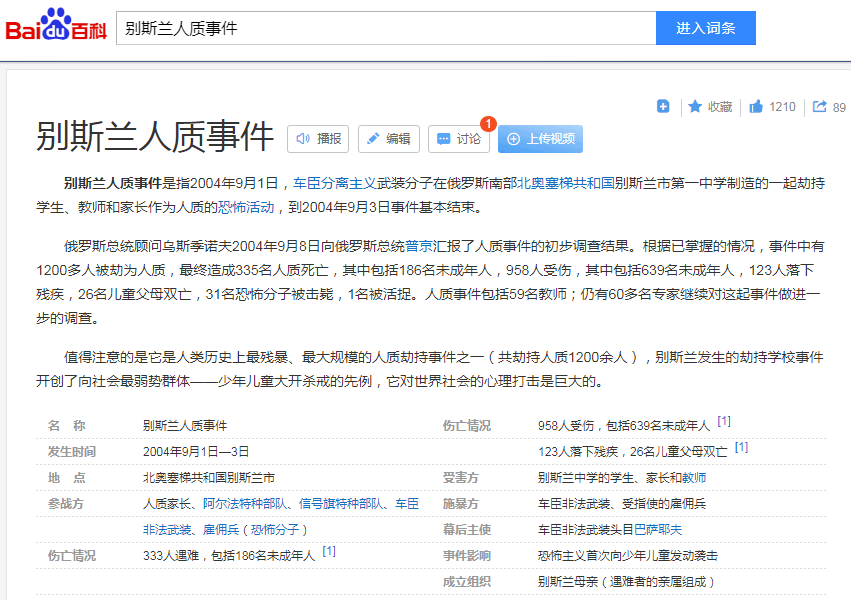 Bai du 百科
别斯兰人质事件
进入词条
收藏 1210 89
别斯兰人质事件 播报 编辑 讨论 1 上传视频
别斯兰人质事件是指2004年9月1日，车臣分离主义武装分子在俄罗斯南部北奥塞梯共和国别斯兰市第一中学制造的一起劫持
学生、教师和家长作为人质的恐怖活动，到2004年9月3日事件基本结束。
俄罗斯总统顾问乌斯季诺夫2004年9月8日向俄罗斯总统普京汇报了人质事件的初步调查结果。根据已掌握的情况，事件中有
1200多人被劫为人质，最终造成335名人质死亡，其中包括186名未成年人，958人受伤，其中包括639名未成年人，123人落下
残疾，26名儿童父母双亡，31名恐怖分子被击毙，1名被活捉。人质事件包括59名教师；仍有60多名专家继续对这起事件做进一
步的调查。
值得注意的是它是人类历史上最残暴、最大规模的人质劫持事件之一（共劫持人质1200余人），别斯兰发生的劫持学校事件
开创了向社会最弱势群体——少年儿童大开杀戒的先例，它对世界社会的心理打击是巨大的。
名 称 别斯兰人质事件
发生时间 2004年9月1日—3日
地 点 北奥塞梯共和国别斯兰市
参战方 人质家长、阿尔法特种部队、信号旗特种部队、车臣
非法武装、雇佣兵（恐怖分子）
伤亡情况 333人遇难，包括186名未成年人 [1]
伤亡情况 958人受伤，包括639名未成年人 [1]
123人落下残疾，26名儿童父母双亡 [1]
受害方 别斯兰中学的学生、家长和教师
施暴方 车臣非法武装、受指使的雇佣兵
幕后主使 车臣非法武装头目巴萨耶夫
事件影响 恐怖主义首次向少年儿童发动袭击
成立组织 别斯兰母亲（遇难者的亲属组成）